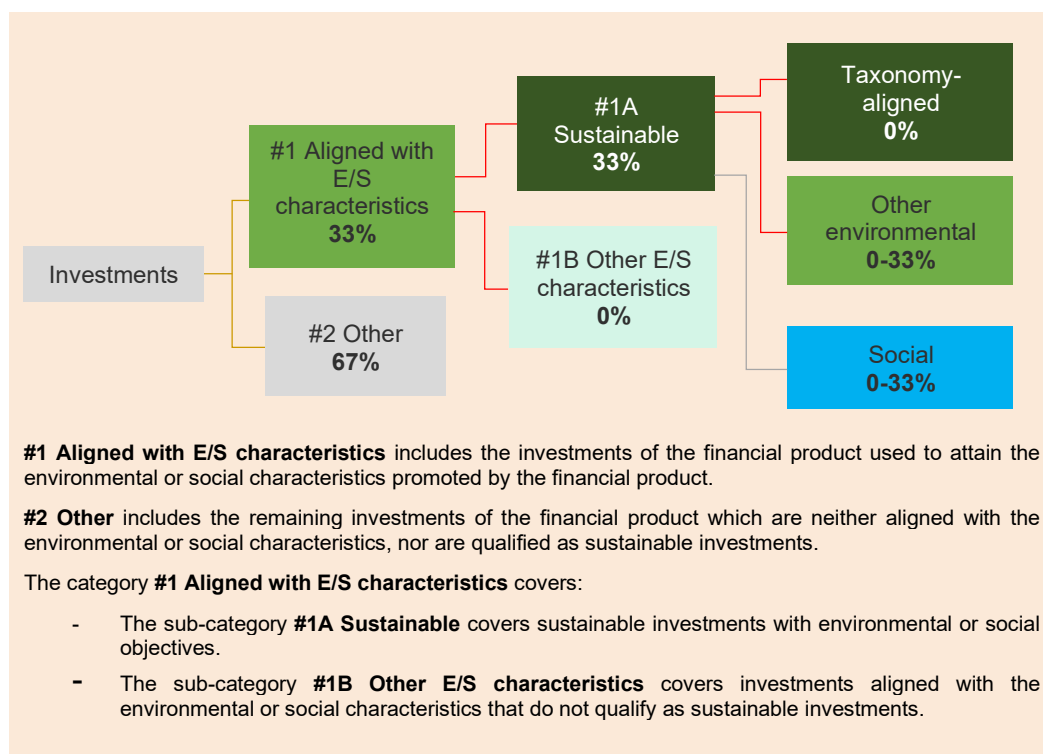 Investments
#1 Aligned with
E/S
characteristics
33%
#2 Other
67%
#1A
Sustainable
33%
#1B Other E/S
characteristics
0%
Taxonomy-
aligned
0%
Other
environmental
0-33%
Social
0-33%
#1 Aligned with E/S characteristics includes the investments of the financial product used to attain the
environmental or social characteristics promoted by the financial product.
#2 Other includes the remaining investments of the financial product which are neither aligned with the
environmental or social characteristics, nor are qualified as sustainable investments.
The category #1 Aligned with E/S characteristics covers:
- The sub-category #1A Sustainable covers sustainable investments with environmental or social
objectives.
- The sub-category #1B Other E/S characteristics covers investments aligned with the
environmental or social characteristics that do not qualify as sustainable investments.